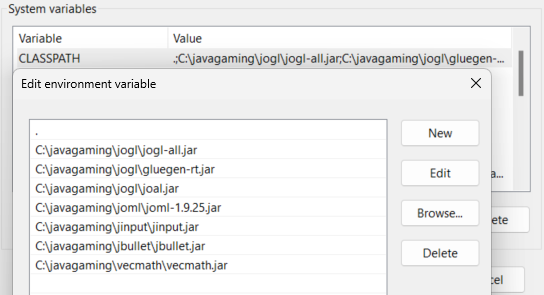 System variables
Variable Value
CLASSPATH .;C:\javagaming\jogl\jogl-all.jar;C:\javagaming\jogl\gluegen-...
Edit environment variable
.
New
C:\javagaming\jogl\jogl-all.jar
C:\javagaming\jogl\gluegen-rt.jar
Edit
a...
C:\javagaming\jogl\joal.jar
C:\javagaming\joml\joml-1.9.25.jar
Browse...
ete
C:\javagaming\jinput\jinput.jar
C:\javagaming\jbullet\jbullet.jar
Delete
C:\javagaming\vecmath\vecmath.jar
cel